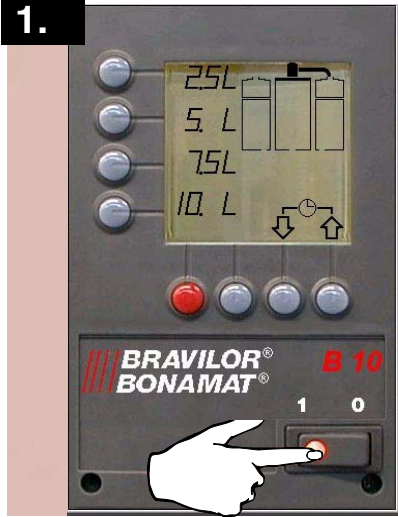 1.
2.5L
5. L
7.5L
10. L
BRAVILOR®
BONAMAT®
B 10
1 0